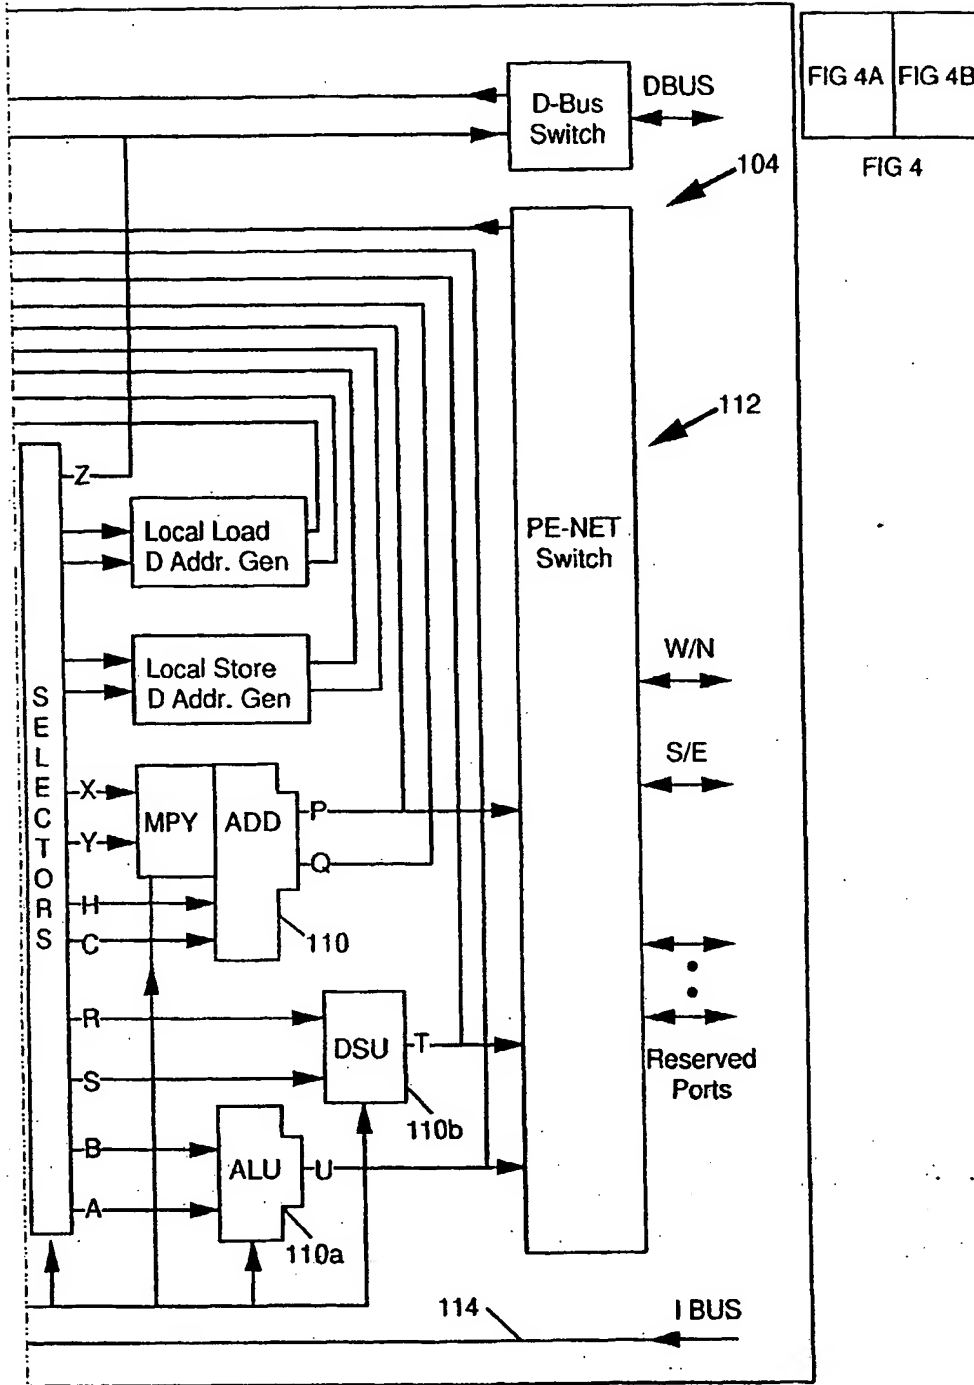 D-Bus
Switch
DBUS
FIG 4A
FIG 4B
FIG 4
104
112
Z
Local Load
D Addr. Gen
PE-NET
Switch
Local Store
D Addr. Gen
W/N
S/E
SELECTORS
X
Y
H
C
MPY
ADD
P
Q
110
R
S
DSU
T
110b
Reserved
Ports
B
A
ALU
U
110a
114
I BUS